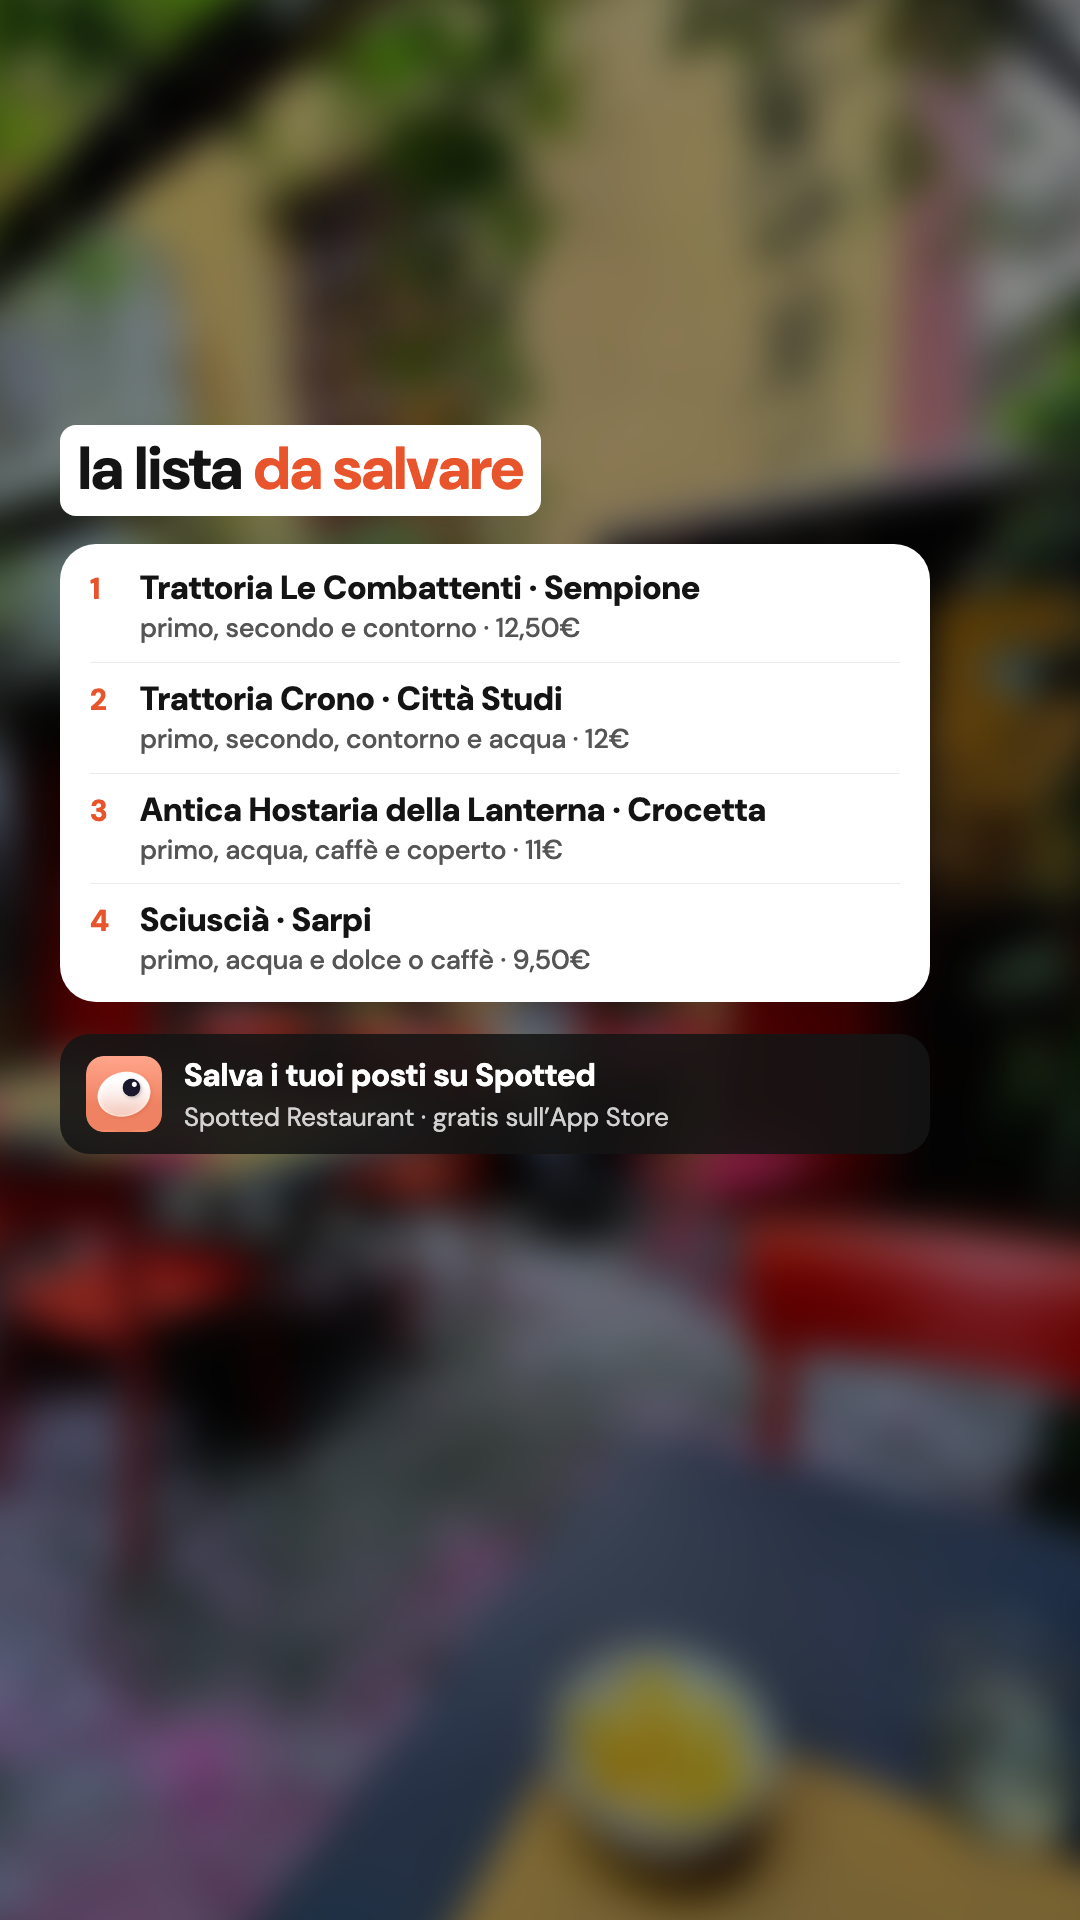 la lista da salvare
1 Trattoria Le Combattenti · Sempione
primo, secondo e contorno · 12,50€
2 Trattoria Crono · Città Studi
primo, secondo, contorno e acqua · 12€
3 Antica Hostaria della Lanterna · Crocetta
primo, acqua, caffè e coperto · 11€
4 Sciuscià · Sarpi
primo, acqua e dolce o caffè · 9,50€
Salva i tuoi posti su Spotted
Spotted Restaurant · gratis sull’App Store